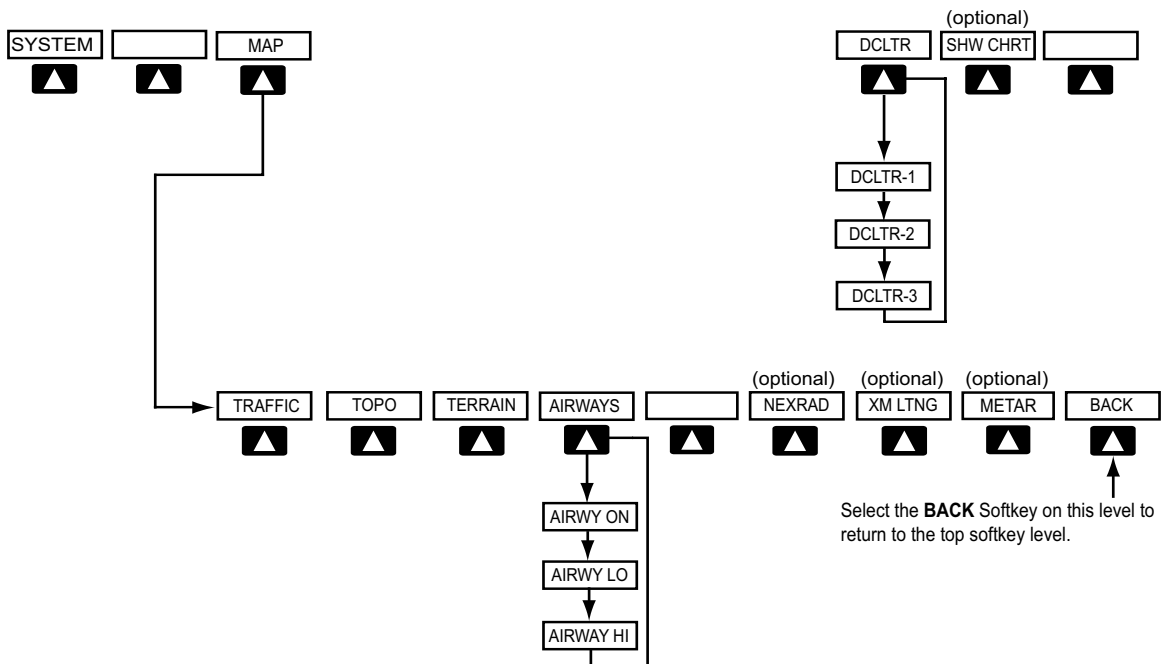 (optional)
SYSTEM MAP DCLTR SHW CHRT
DCLTR-1
DCLTR-2
DCLTR-3
(optional) (optional) (optional)
TRAFFIC TOPO TERRAIN AIRWAYS NEXRAD XM LTNG METAR BACK
AIRWY ON
AIRWY LO
AIRWAY HI
Select the BACK Softkey on this level to
return to the top softkey level.